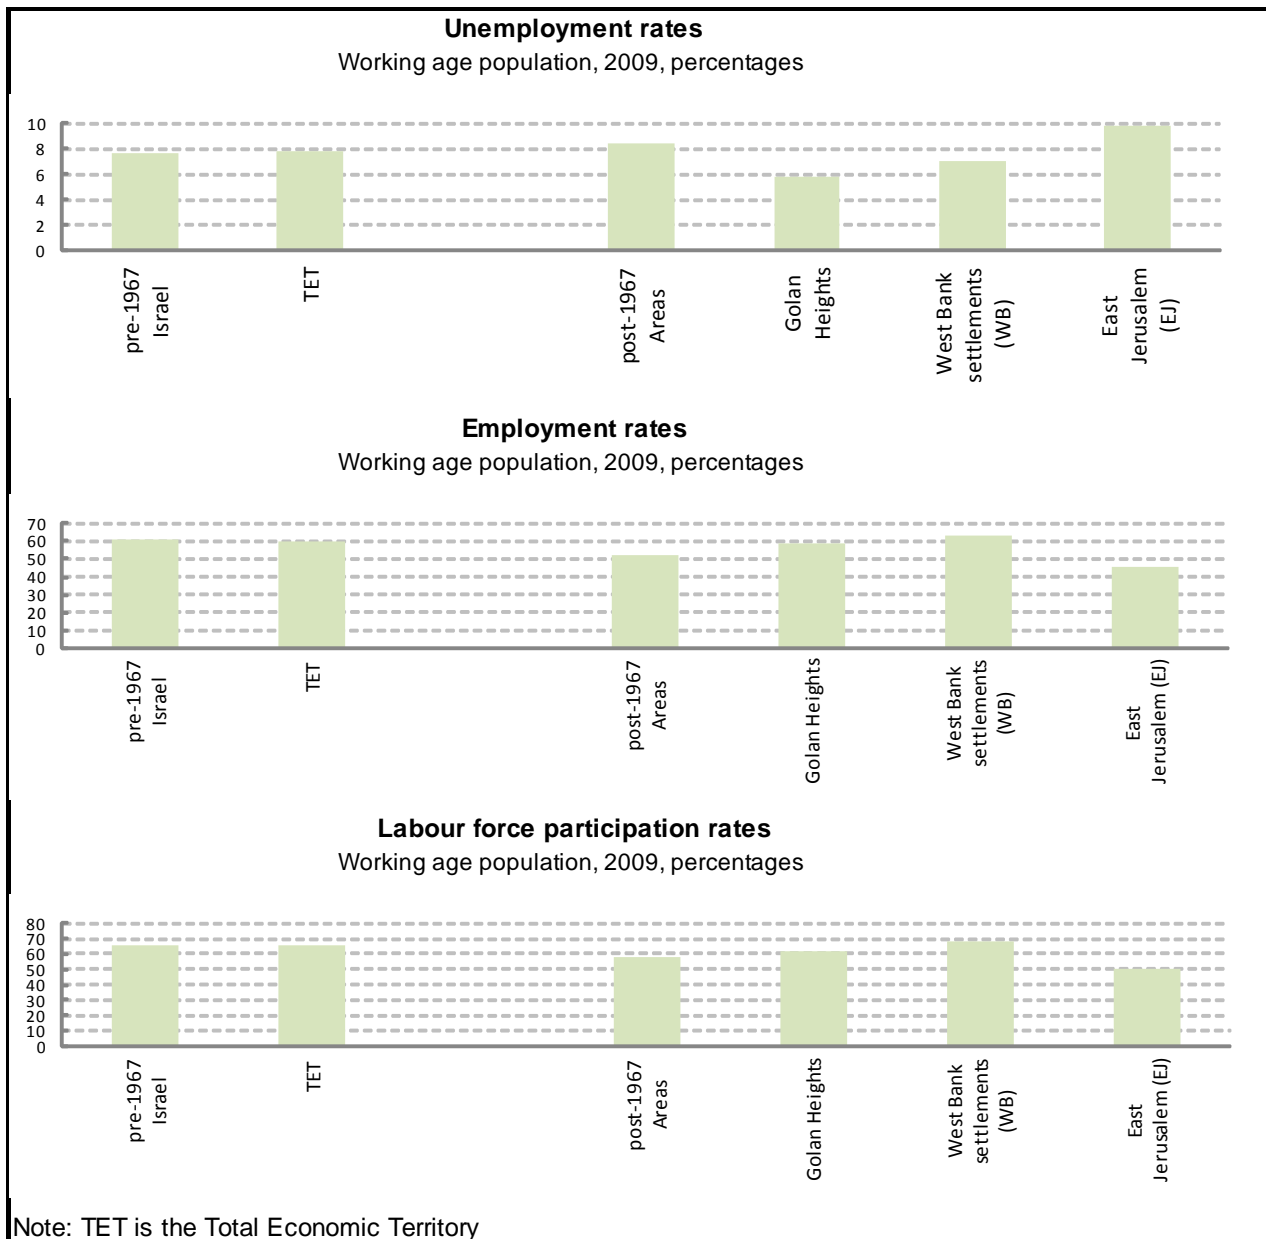 Unemployment rates
Working age population, 2009, percentages
10
8
6
4
2
0
pre-1967
Israel
TET
post-1967
Areas
Golan
Heights
West Bank
settlements
(WB)
East
Jerusalem
(EJ)
Employment rates
Working age population, 2009, percentages
70
60
50
40
30
20
10
0
pre-1967
Israel
TET
post-1967
Areas
Golan Heights
West Bank
settlements
(WB)
East
Jerusalem (EJ)
Labour force participation rates
Working age population, 2009, percentages
80
70
60
50
40
30
20
10
0
pre-1967
Israel
TET
post-1967
Areas
Golan Heights
West Bank
settlements
(WB)
East
Jerusalem (EJ)
Note: TET is the Total Economic Territory